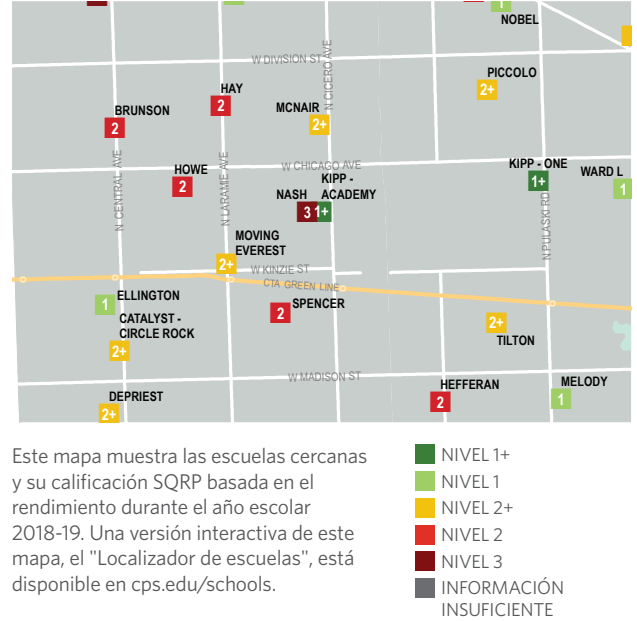 1
NOBEL
W DIVISION ST
N CICERO AVE
PICCOLO
2+
HAY
2
BRUNSON
2
MCNAIR
2+
N CENTRAL AVE
N LARAMIE AVE
W CHICAGO AVE
HOWE
2
KIPP - ONE
1+
WARD L
1
N PULASKI RD
NASH
3
KIPP -
ACADEMY
1+
MOVING
EVEREST
2+
W KINZIE ST
CTA GREEN LINE
ELLINGTON
1
SPENCER
2
CATALYST -
CIRCLE ROCK
2+
2+
TILTON
W MADISON ST
DEPRIEST
2+
HEFFERAN
2
MELODY
1
Este mapa muestra las escuelas cercanas
y su calificación SQRP basada en el
rendimiento durante el año escolar
2018-19. Una versión interactiva de este
mapa, el "Localizador de escuelas", está
disponible en cps.edu/schools.
NIVEL 1+
NIVEL 1
NIVEL 2+
NIVEL 2
NIVEL 3
INFORMACIÓN
INSUFICIENTE